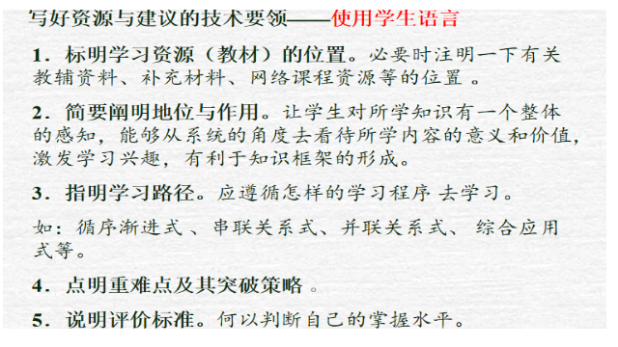 写好资源与建议的技术要领——使用学生语言
1．标明学习资源（教材）的位置。必要时注明一下有关
教辅资料、补充材料、网络课程资源等的位置 。
2．简要阐明地位与作用。让学生对所学知识有一个整体
的感知，能够从系统的角度去看待所学内容的意义和价值，
激发学习兴趣，有利于知识框架的形成。
3．指明学习路径。应遵循怎样的学习程序 去学习。
如：循序渐进式 、串联关系式、并联关系式、 综合应用
式等。
4．点明重难点及其突破策略 。
5．说明评价标准。何以判断自己的掌握水平。